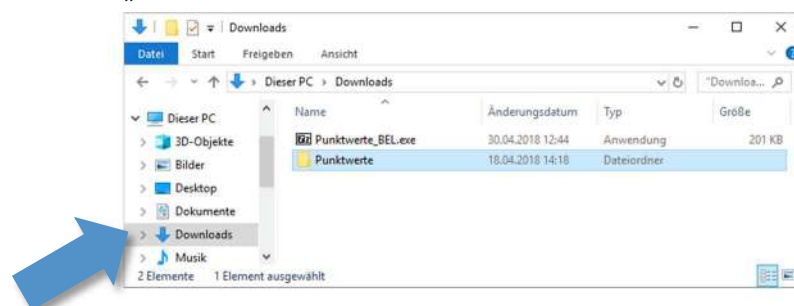 „
Downloads
Datei Start Freigeben Ansicht
Dieser PC › Downloads "Downloa...
Name Änderungsdatum Typ Größe
Dieser PC
3D-Objekte
Bilder
Desktop
Dokumente
Downloads
Musik
Punktwerte_BEL.exe 30.04.2018 12:44 Anwendung 201 KB
Punktwerte 18.04.2018 14:18 Dateiordner
2 Elemente 1 Element ausgewählt